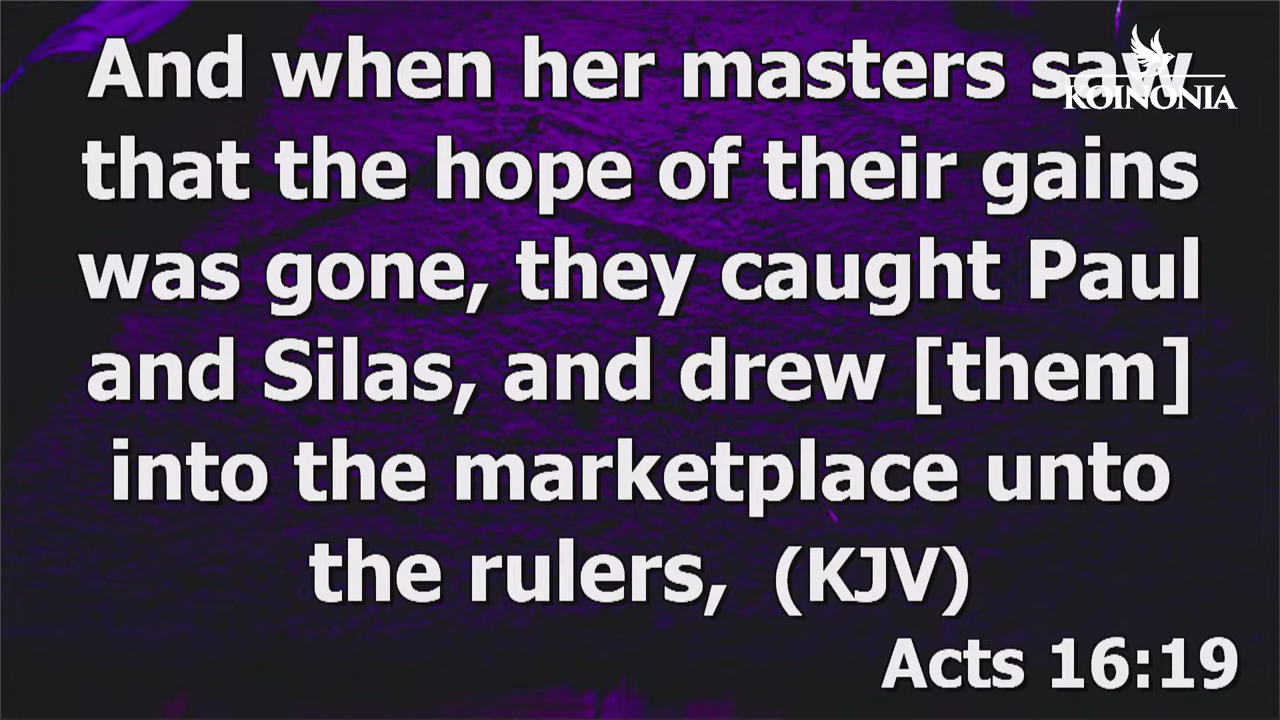 And when her masters saw
KOINONIA
that the hope of their gains
was gone, they caught Paul
and Silas, and drew [them]
into the marketplace unto
the rulers, (KJV)
Acts 16:19